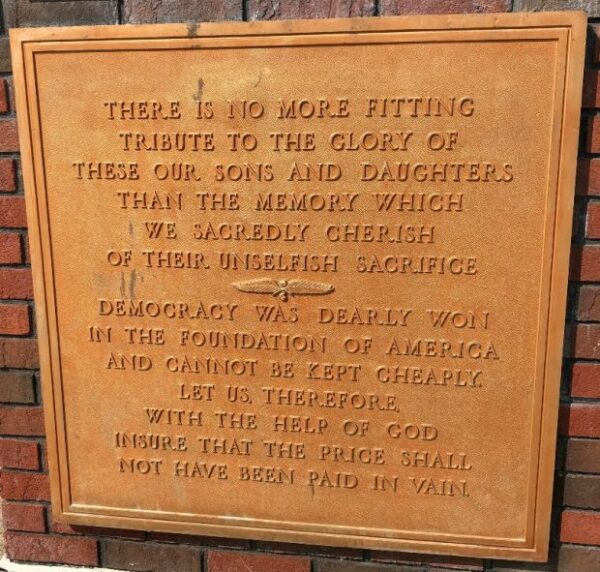 THERE IS NO MORE FITTING
TRIBUTE TO THE GLORY OF
THESE OUR SONS AND DAUGHTERS
THAN THE MEMORY WHICH
WE SACREDLY CHERISH
OF THEIR UNSELFISH SACRIFICE
DEMOCRACY WAS DEARLY WON
IN THE FOUNDATION OF AMERICA
AND CANNOT BE KEPT CHEAPLY.
LET US, THEREFORE,
WITH THE HELP OF GOD
INSURE THAT THE PRICE SHALL
NOT HAVE BEEN PAID IN VAIN.